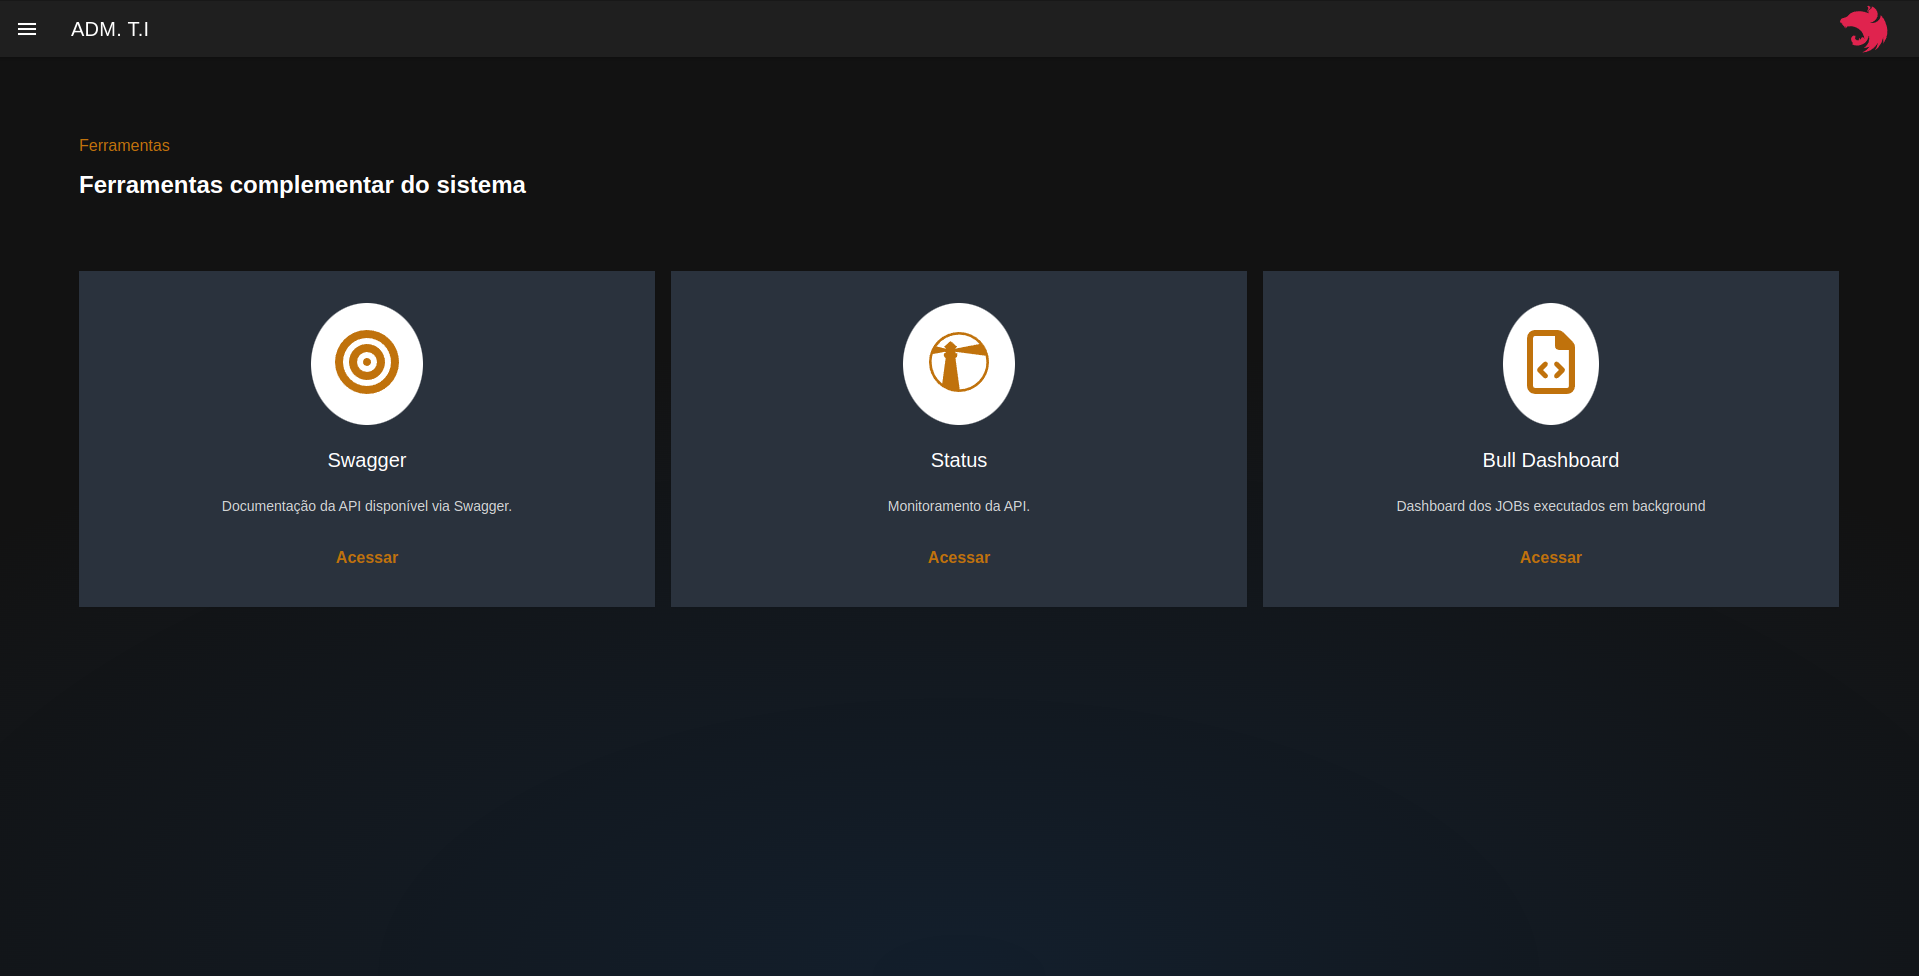 ADM. T.I
Ferramentas
Ferramentas complementar do sistema
Swagger
Documentação da API disponível via Swagger.
Acessar
Status
Monitoramento da API.
Acessar
Bull Dashboard
Dashboard dos JOBs executados em background
Acessar